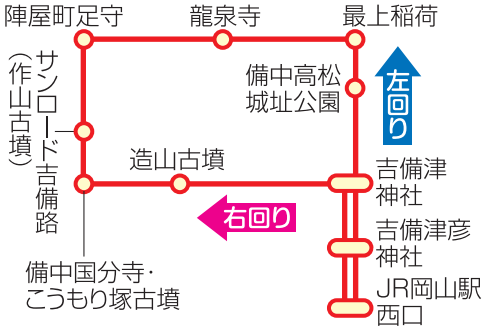 陣屋町足守
龍泉寺
最上稲荷
サンロード吉備路
(作山古墳)
備中高松
城址公園
左回り
造山古墳
吉備津
神社
右回り
吉備津彦
神社
備中国分寺・
こうもり塚古墳
JR岡山駅
西口